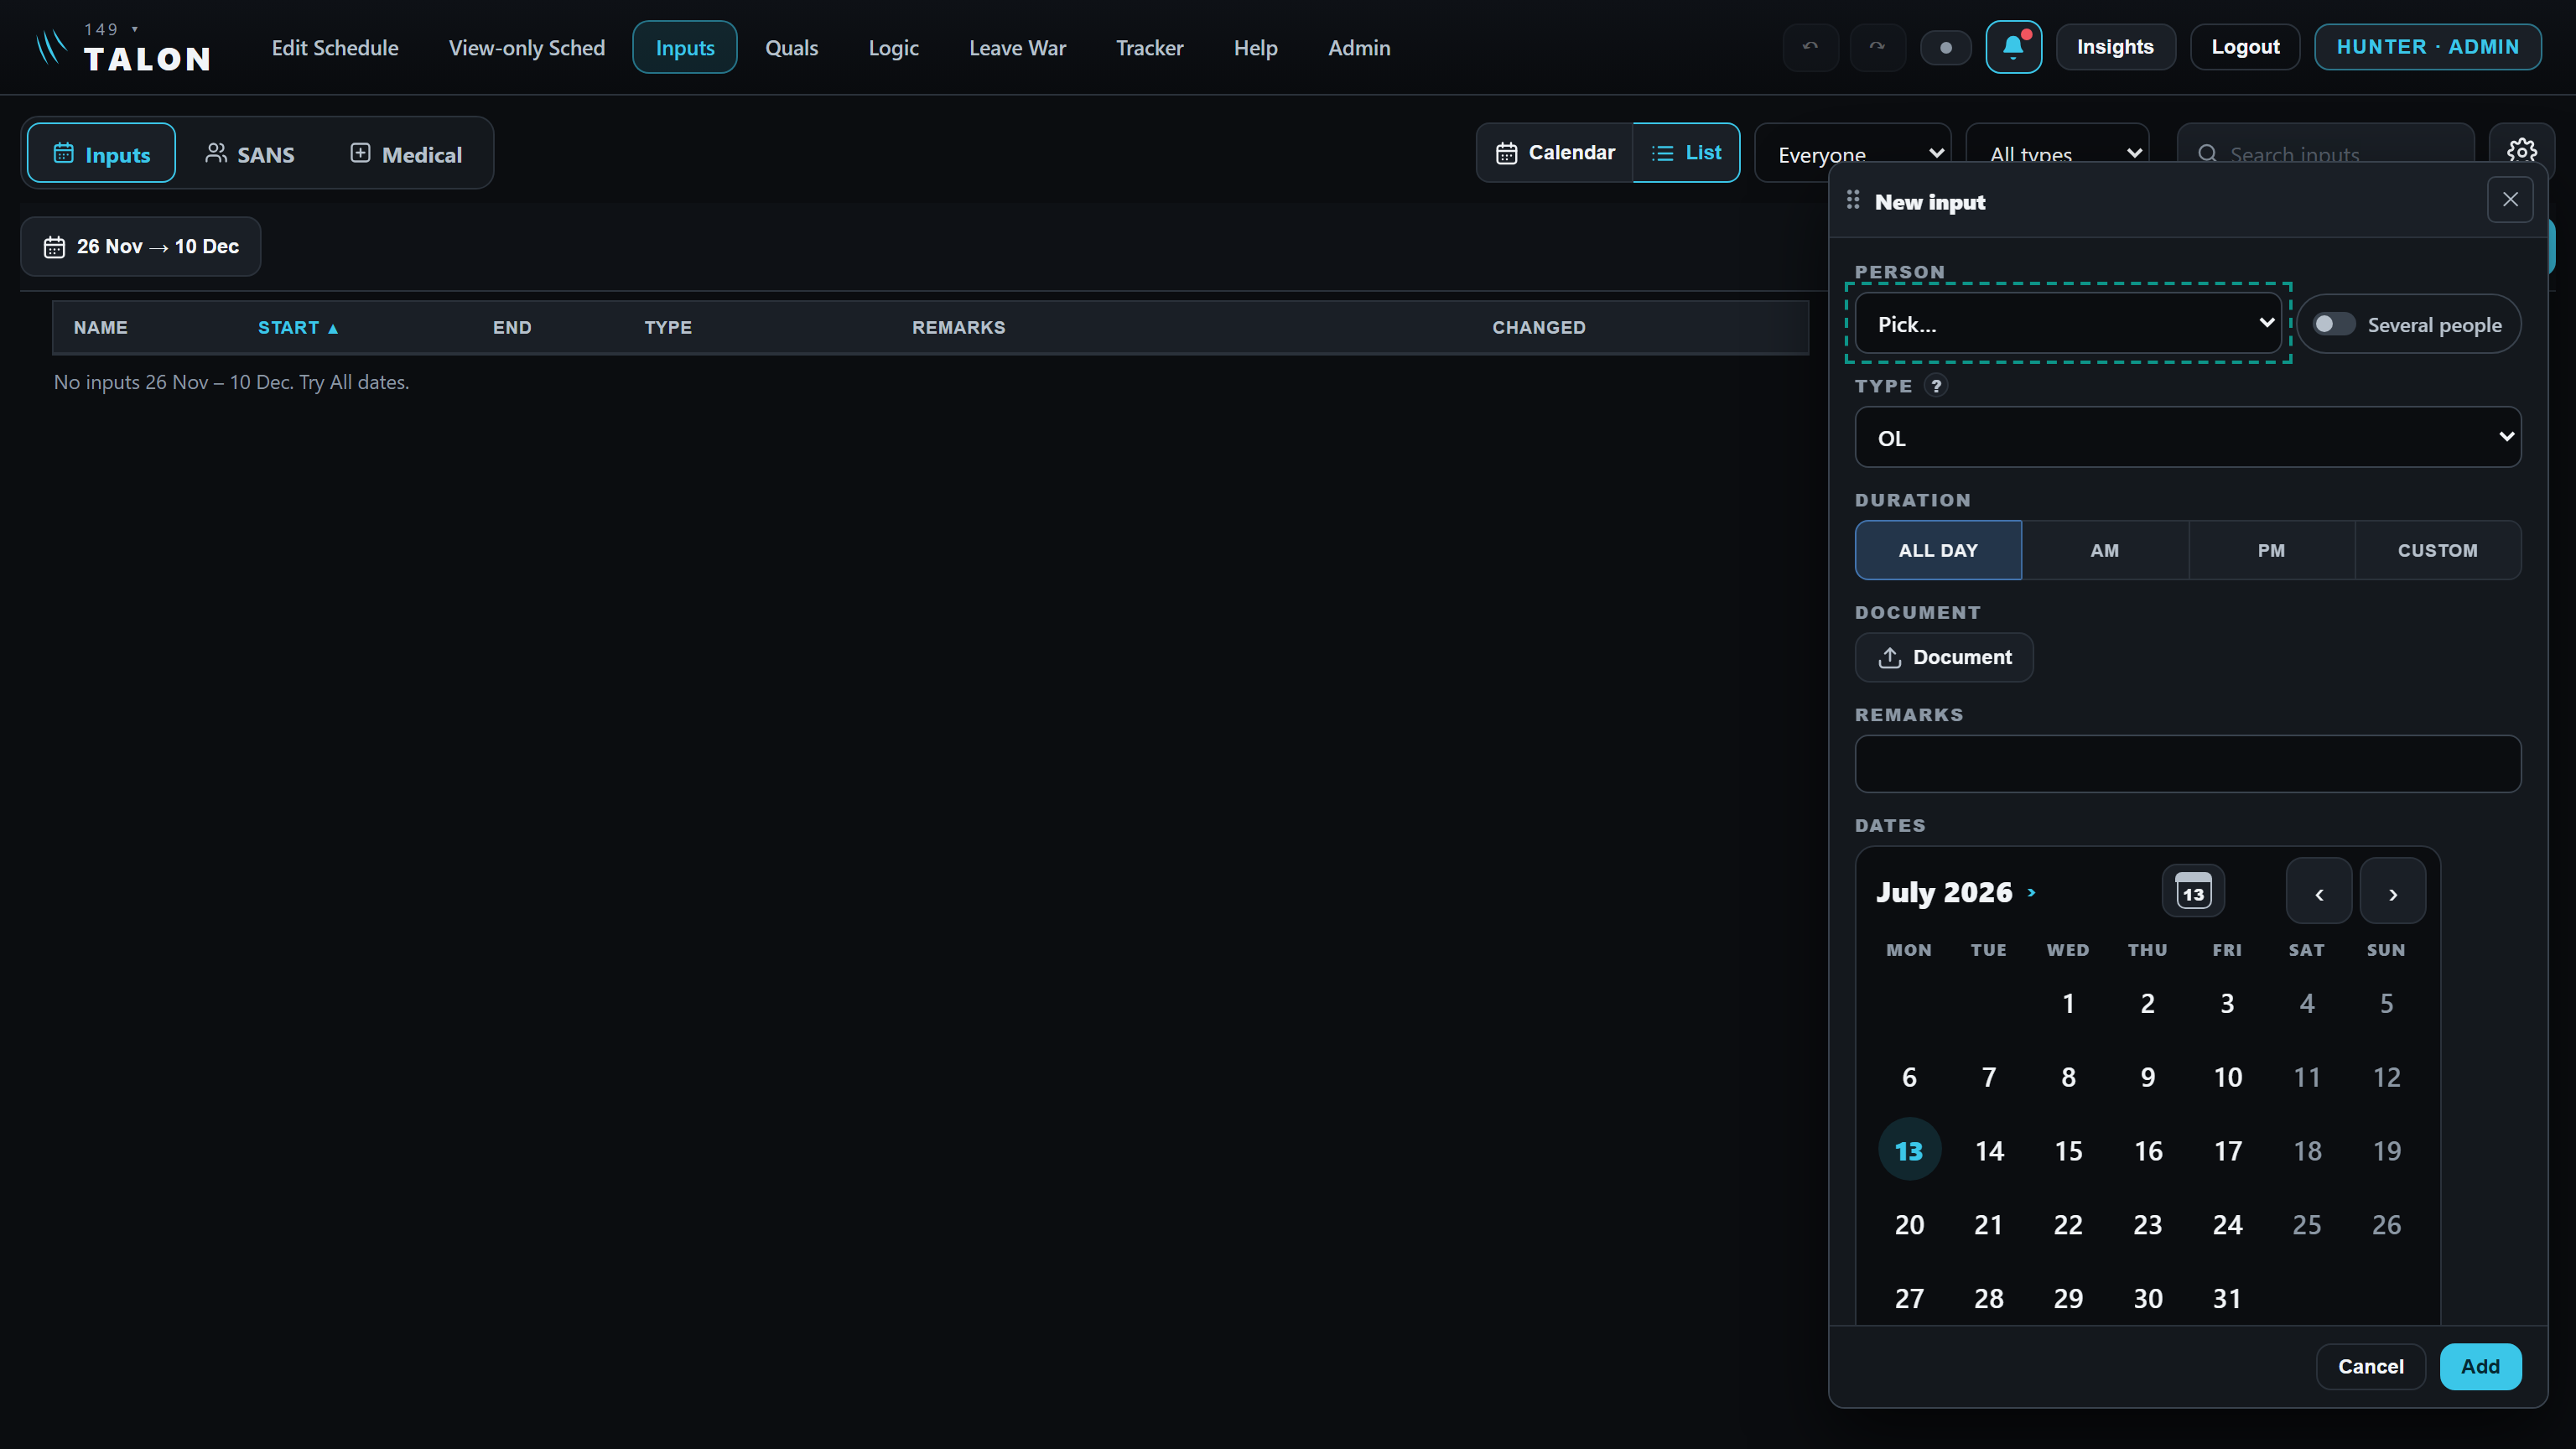 149 ▾
TALON
Edit Schedule
View-only Sched
Inputs
Quals
Logic
Leave War
Tracker
Help
Admin
Insights
Logout
HUNTER · ADMIN
Inputs
SANS
Medical
Calendar
List
Everyone
All types
Search inputs
26 Nov → 10 Dec
NAME
START ▲
END
TYPE
REMARKS
CHANGED
No inputs 26 Nov – 10 Dec. Try All dates.
New input
PERSON
Pick...
Several people
TYPE ?
OL
DURATION
ALL DAY
AM
PM
CUSTOM
DOCUMENT
Document
REMARKS
DATES
July 2026 ›
13
‹ ›
MON TUE WED THU FRI SAT SUN
1 2 3 4 5
6 7 8 9 10 11 12
13 14 15 16 17 18 19
20 21 22 23 24 25 26
27 28 29 30 31
Cancel
Add